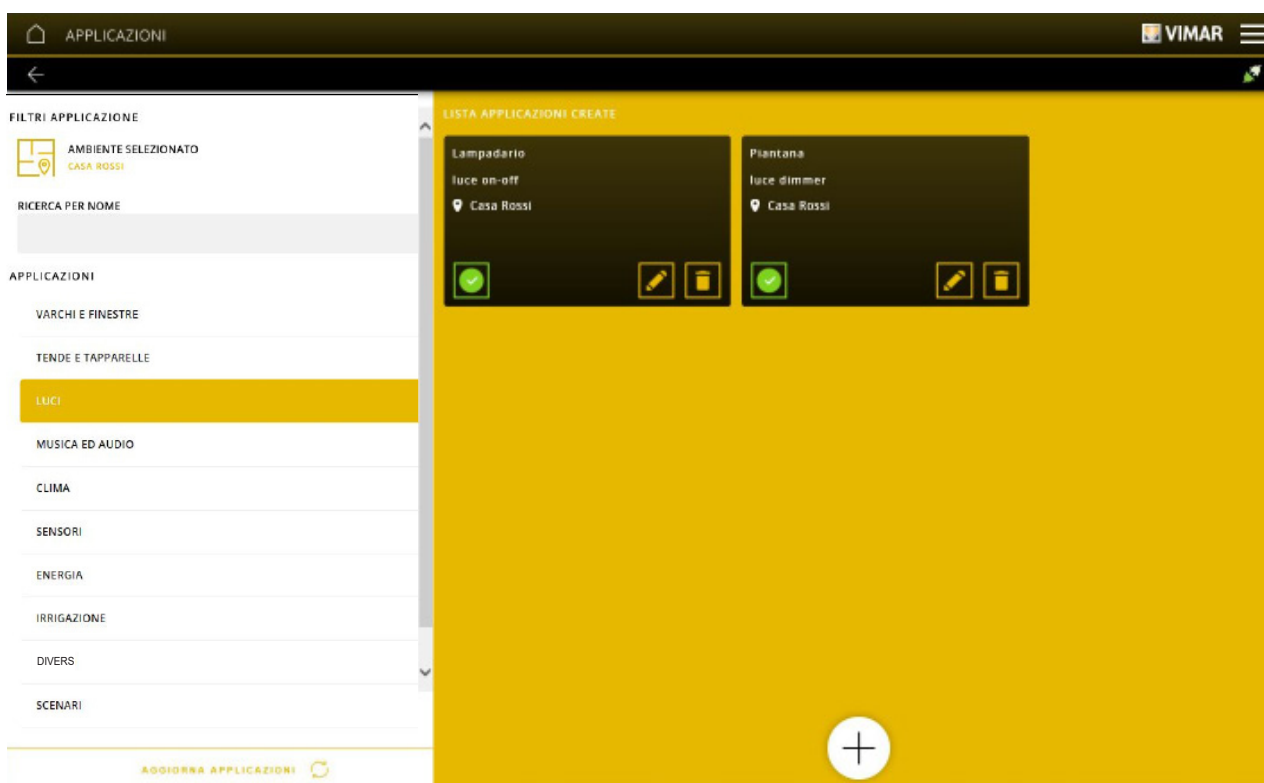 APPLICAZIONI
VIMAR
FILTRI APPLICAZIONE
AMBIENTE SELEZIONATO
CASA ROSSI
RICERCA PER NOME
APPLICAZIONI
VARCHI E FINESTRE
TENDE E TAPPARELLE
LUCI
MUSICA ED AUDIO
CLIMA
SENSORI
ENERGIA
IRRIGAZIONE
DIVERS
SCENARI
AGGIORNA APPLICAZIONI
LISTA APPLICAZIONI CREATE
Lampadario
luce on-off
Casa Rossi
Piantana
luce dimmer
Casa Rossi